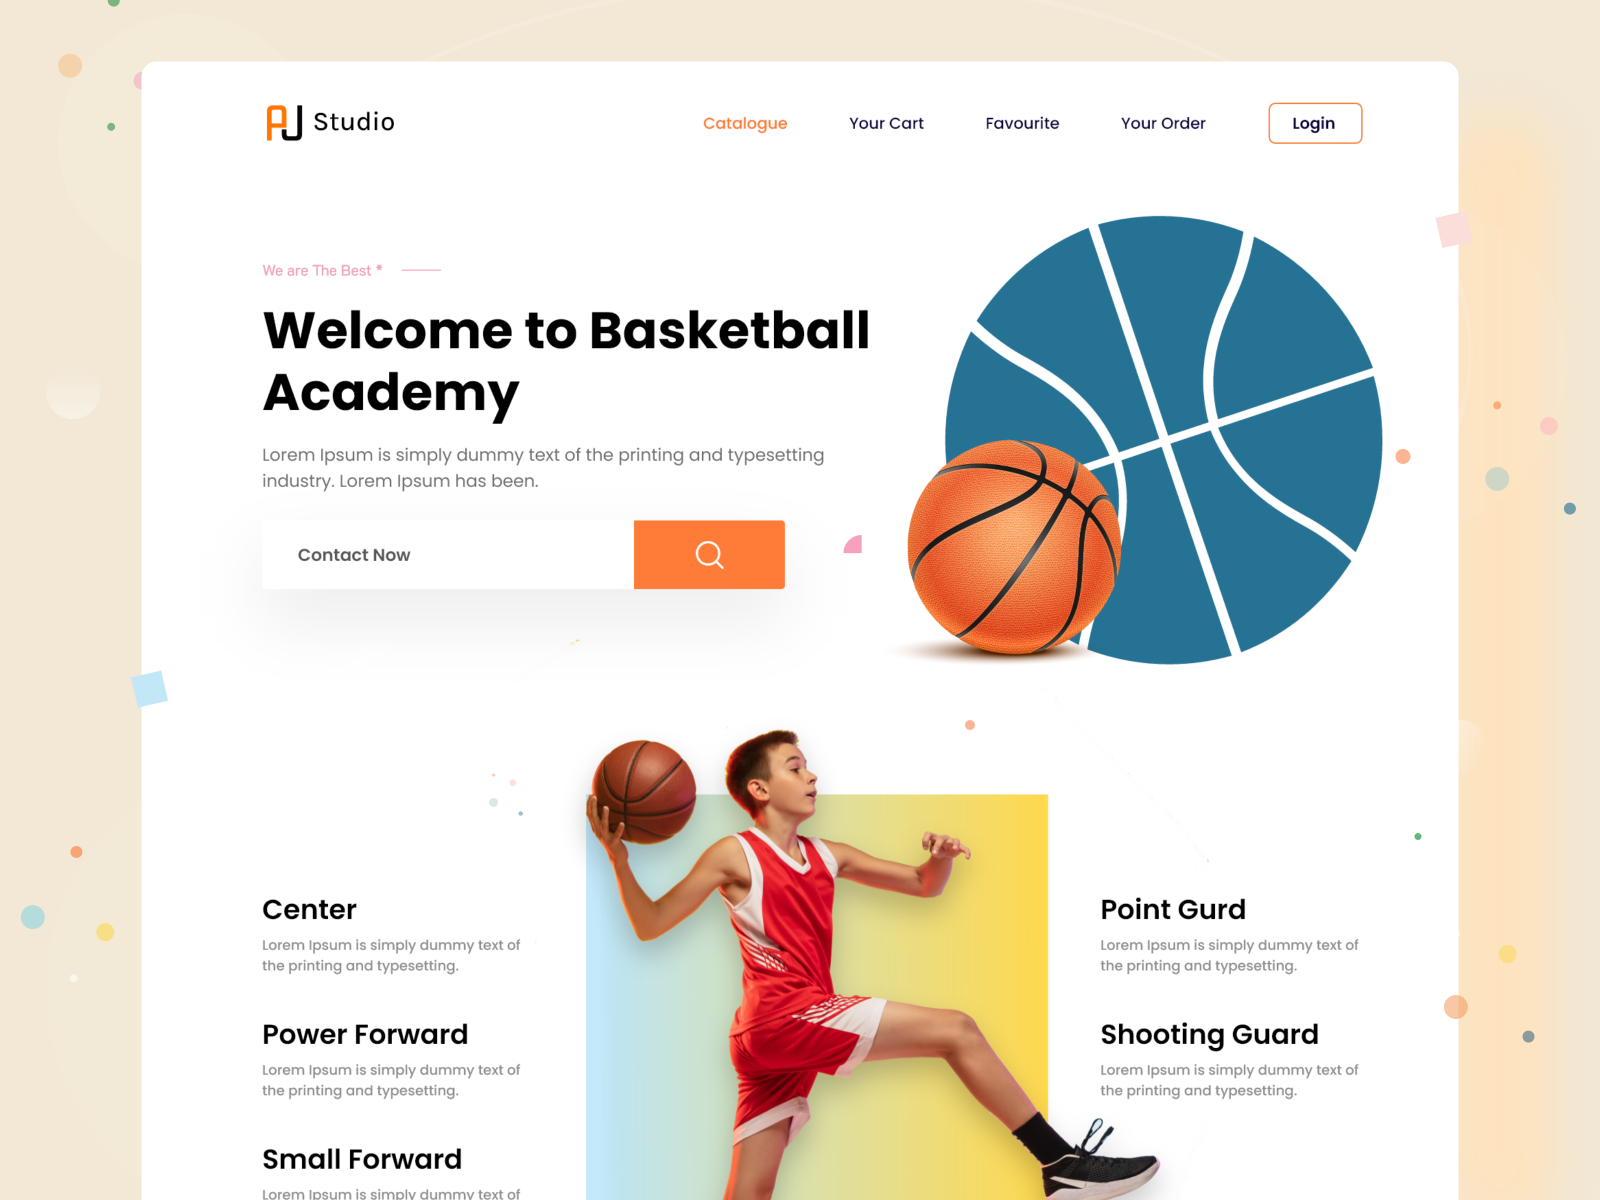 AJ Studio
Catalogue
Your Cart
Favourite
Your Order
Login
We are The Best *
Welcome to Basketball
Academy
Lorem Ipsum is simply dummy text of the printing and typesetting
industry. Lorem Ipsum has been.
Contact Now
Center
Lorem Ipsum is simply dummy text of
the printing and typesetting.
Power Forward
Lorem Ipsum is simply dummy text of
the printing and typesetting.
Small Forward
Lorem Ipsum is simply dummy text of
Point Gurd
Lorem Ipsum is simply dummy text of
the printing and typesetting.
Shooting Guard
Lorem Ipsum is simply dummy text of
the printing and typesetting.